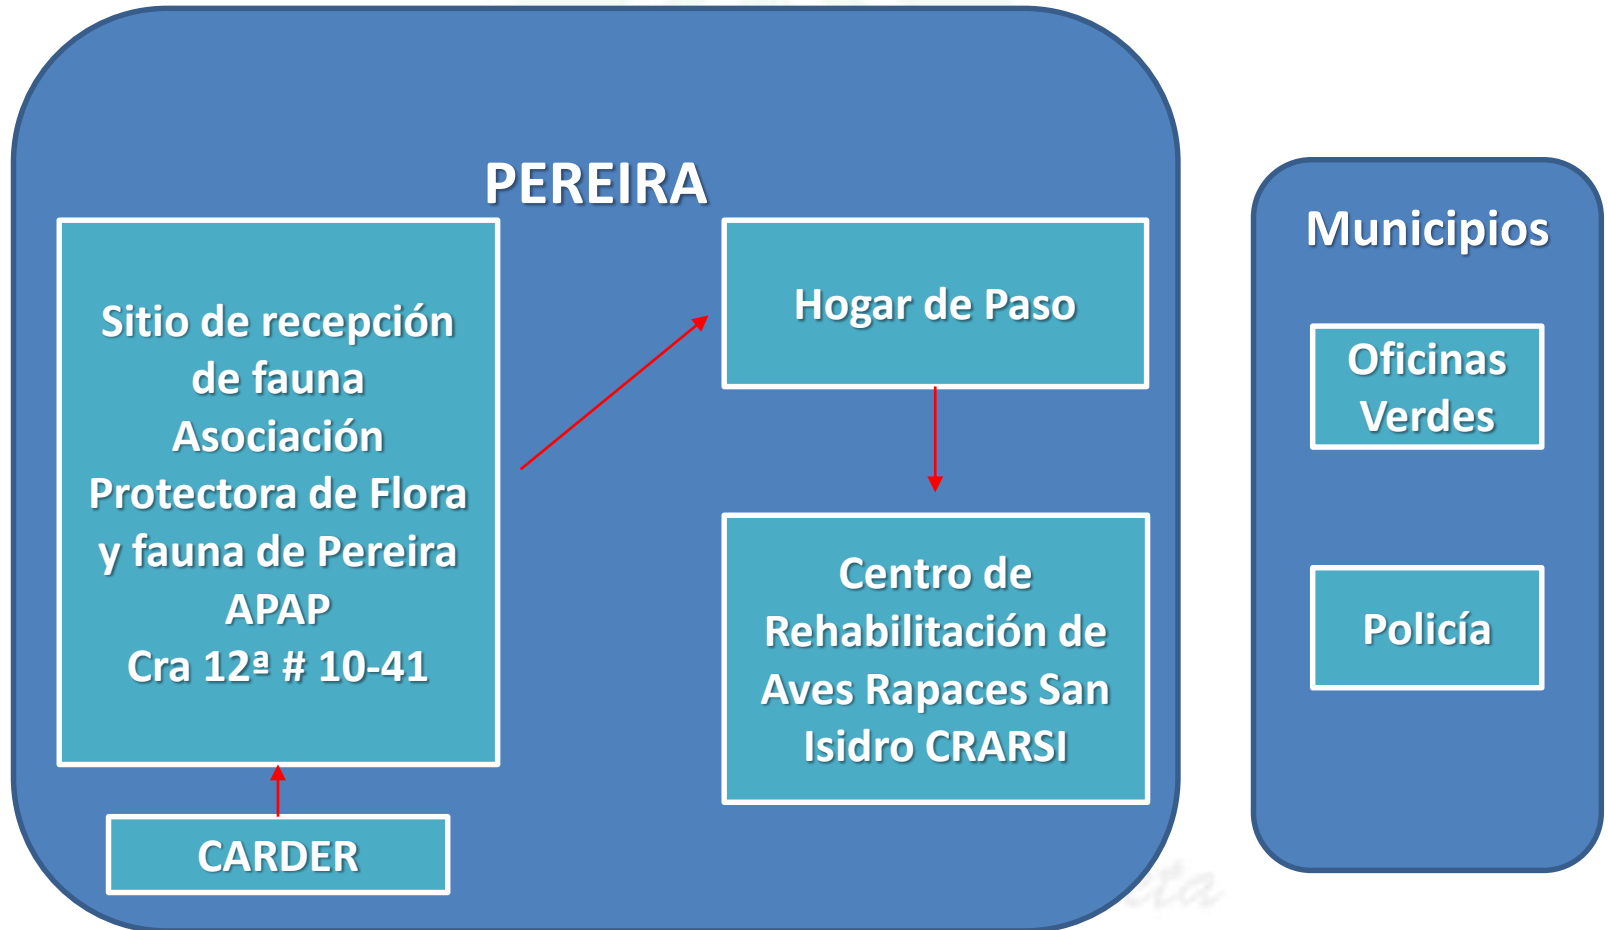 PEREIRA
Sitio de recepción
de fauna
Asociación
Protectora de Flora
y fauna de Pereira
APAP
Cra 12ª # 10-41
CARDER
Hogar de Paso
Centro de
Rehabilitación de
Aves Rapaces San
Isidro CRARSI
Municipios
Oficinas
Verdes
Policía